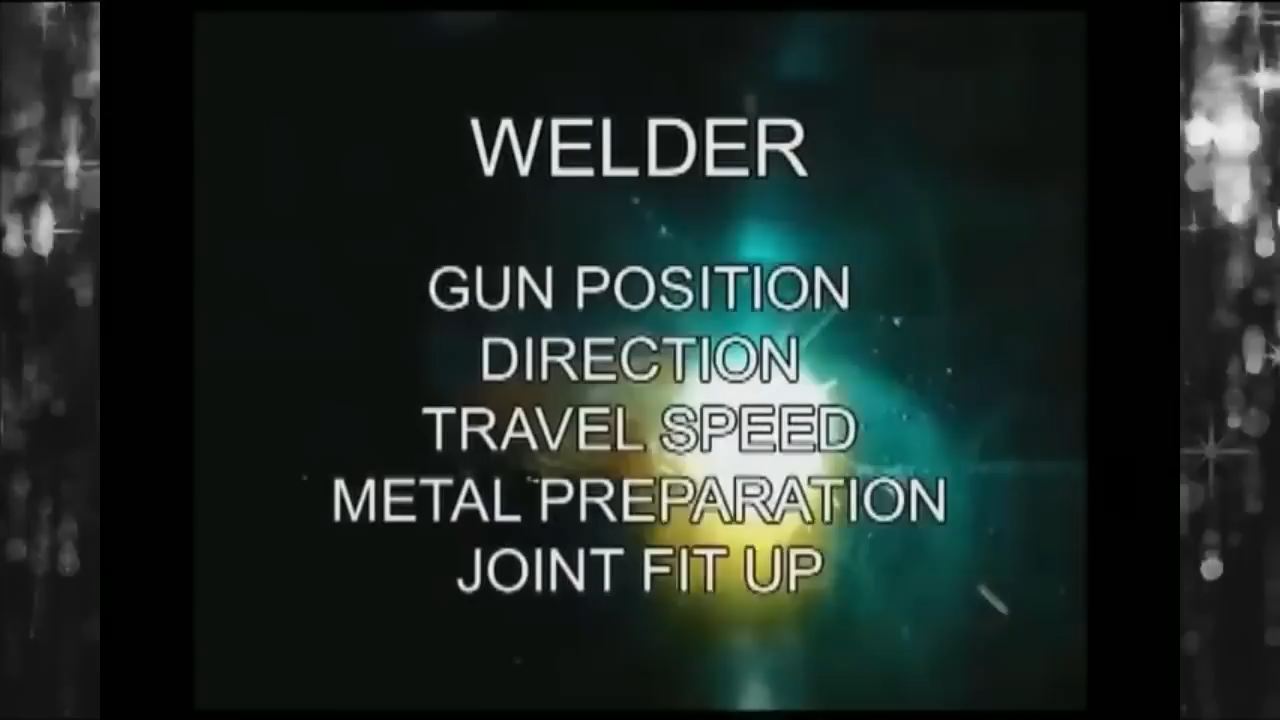 WELDER
GUN POSITION
DIRECTION
TRAVEL SPEED
METAL PREPARATION
JOINT FIT UP